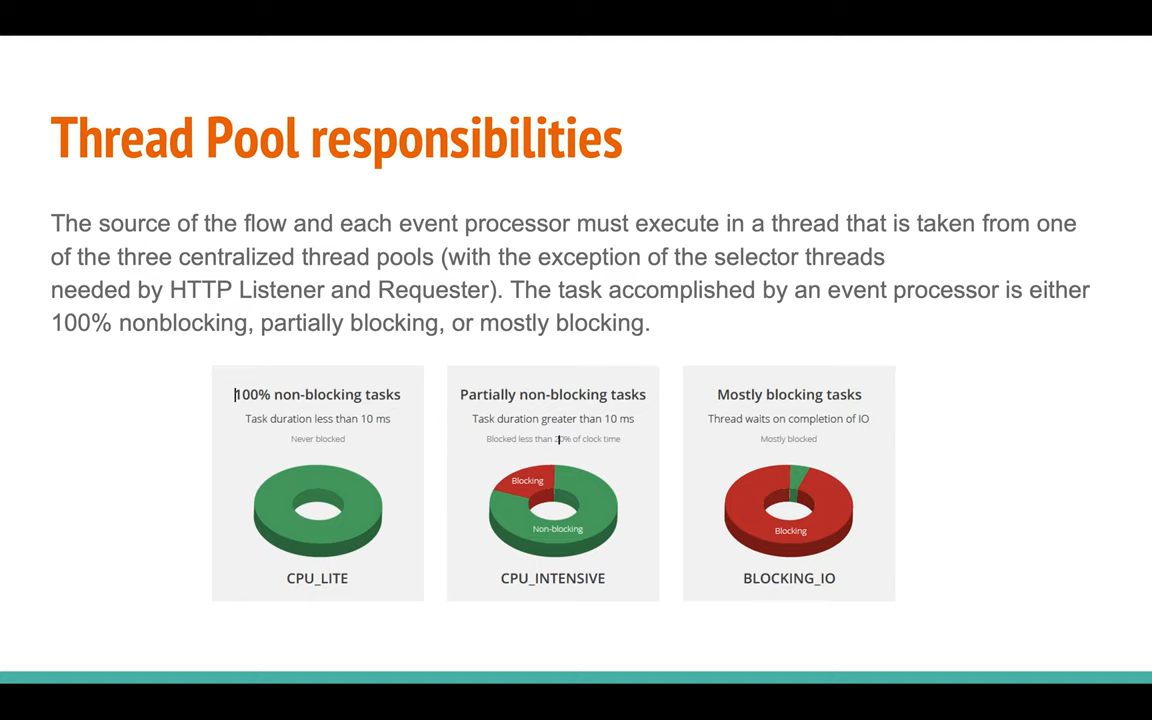 Thread Pool responsibilities
The source of the flow and each event processor must execute in a thread that is taken from one
of the three centralized thread pools (with the exception of the selector threads
needed by HTTP Listener and Requester). The task accomplished by an event processor is either
100% nonblocking, partially blocking, or mostly blocking.
100% non-blocking tasks
Task duration less than 10 ms
Never blocked
CPU_LITE
Partially non-blocking tasks
Task duration greater than 10 ms
Blocked less than 20% of clock time
Blocking
Non-blocking
CPU_INTENSIVE
Mostly blocking tasks
Thread waits on completion of IO
Mostly blocked
Blocking
BLOCKING_IO